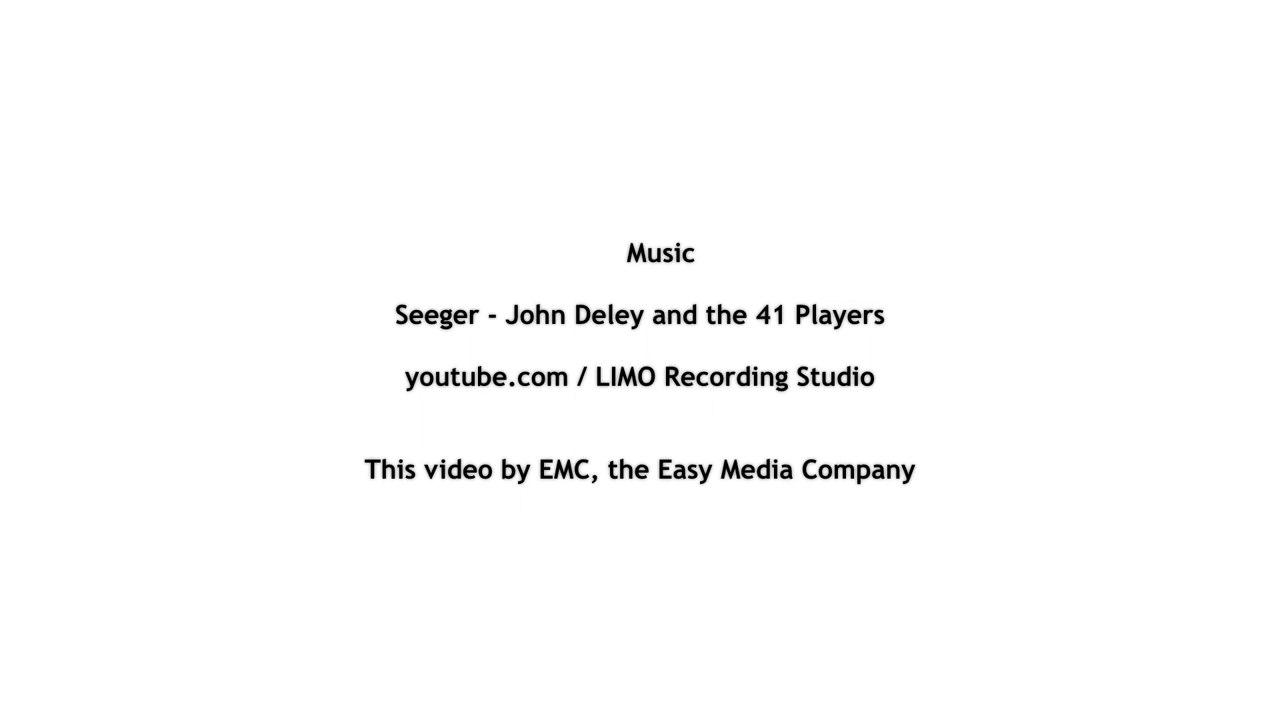 Music
Seeger - John Deley and the 41 Players
youtube.com / LIMO Recording Studio
This video by EMC, the Easy Media Company